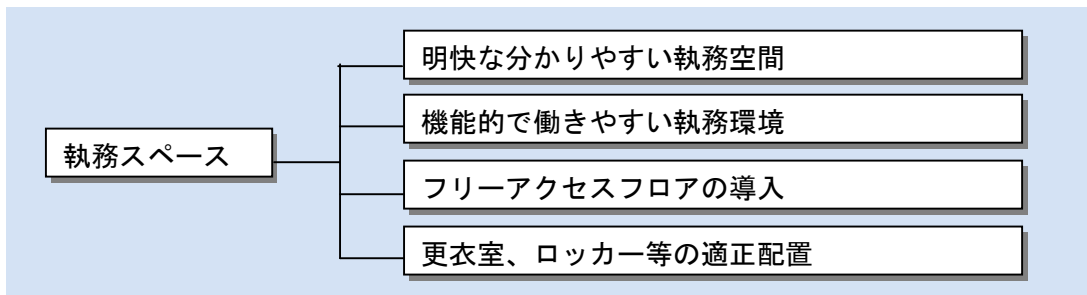 執務スペース
明快な分かりやすい執務空間
機能的で働きやすい執務環境
フリーアクセスフロアの導入
更衣室、ロッカー等の適正配置